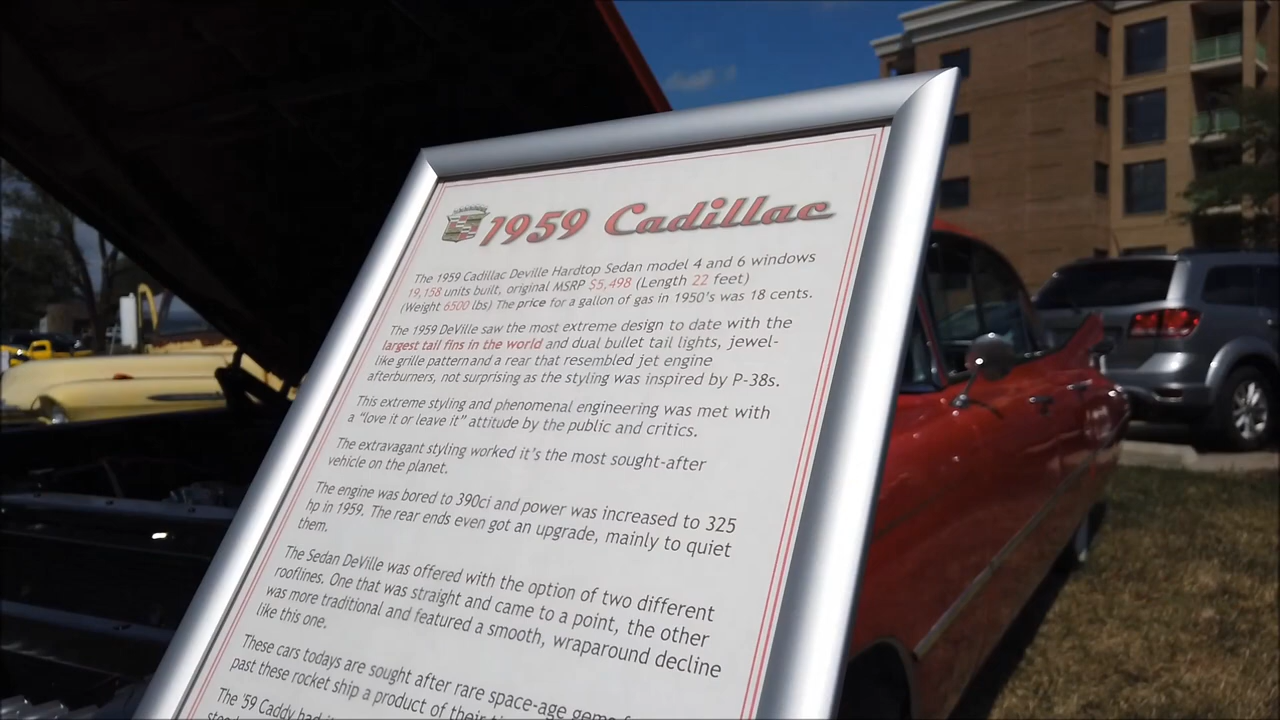 1959 Cadillac
The 1959 Cadillac Deville Hardtop Sedan model 4 and 6 windows
19,158 units built, original MSRP $5,498 (Length 22 feet)
(Weight 6500 lbs) The price for a gallon of gas in 1950's was 18 cents.
The 1959 DeVille saw the most extreme design to date with the
largest tail fins in the world and dual bullet tail lights, jewel-
like grille pattern and a rear that resembled jet engine
afterburners, not surprising as the styling was inspired by P-38s.
This extreme styling and phenomenal engineering was met with
a "love it or leave it" attitude by the public and critics.
The extravagant styling worked it's the most sought-after
vehicle on the planet.
The engine was bored to 390ci and power was increased to 325
hp in 1959. The rear ends even got an upgrade, mainly to quiet
them.
The Sedan DeVille was offered with the option of two different
rooflines. One that was straight and came to a point, the other
was more traditional and featured a smooth, wraparound decline
like this one.
These cars todays are sought after rare space-age gems
past these rocket ship a product of their
The '59 Caddy had